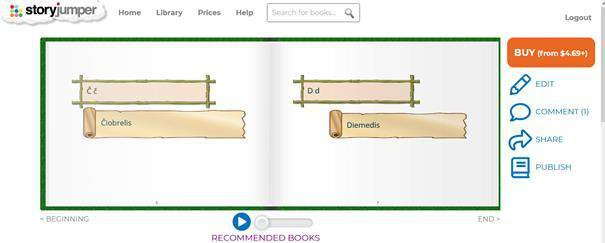 storyjumper
Home Library Prices Help
Search for books...
Logout
Č č
Čiobrelis
D d
Diemedis
BUY (from $4.69+)
EDIT
COMMENT (1)
SHARE
PUBLISH
< BEGINNING
END >
RECOMMENDED BOOKS